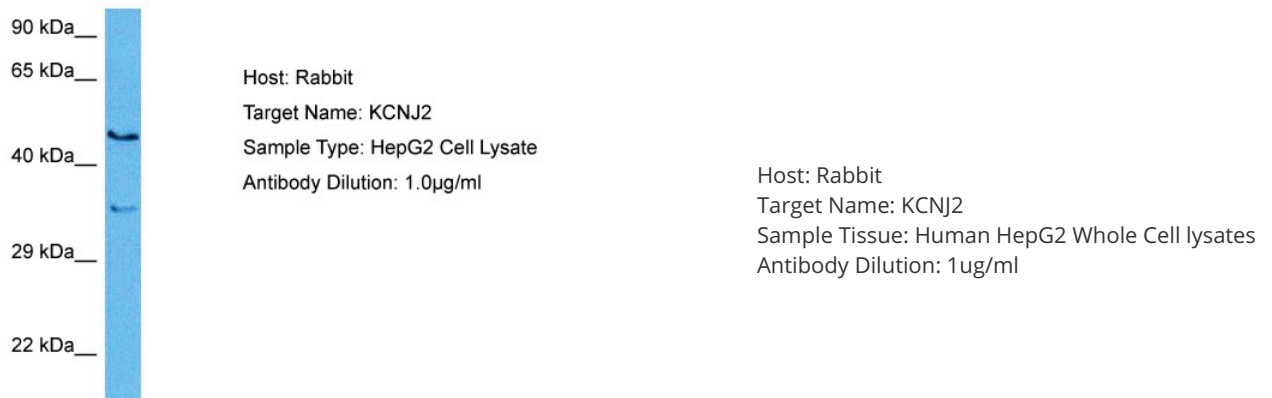 90 kDa__
65 kDa__
40 kDa__
29 kDa__
22 kDa__
Host: Rabbit
Target Name: KCNJ2
Sample Type: HepG2 Cell Lysate
Antibody Dilution: 1.0µg/ml
Host: Rabbit
Target Name: KCNJ2
Sample Tissue: Human HepG2 Whole Cell lysates
Antibody Dilution: 1ug/ml